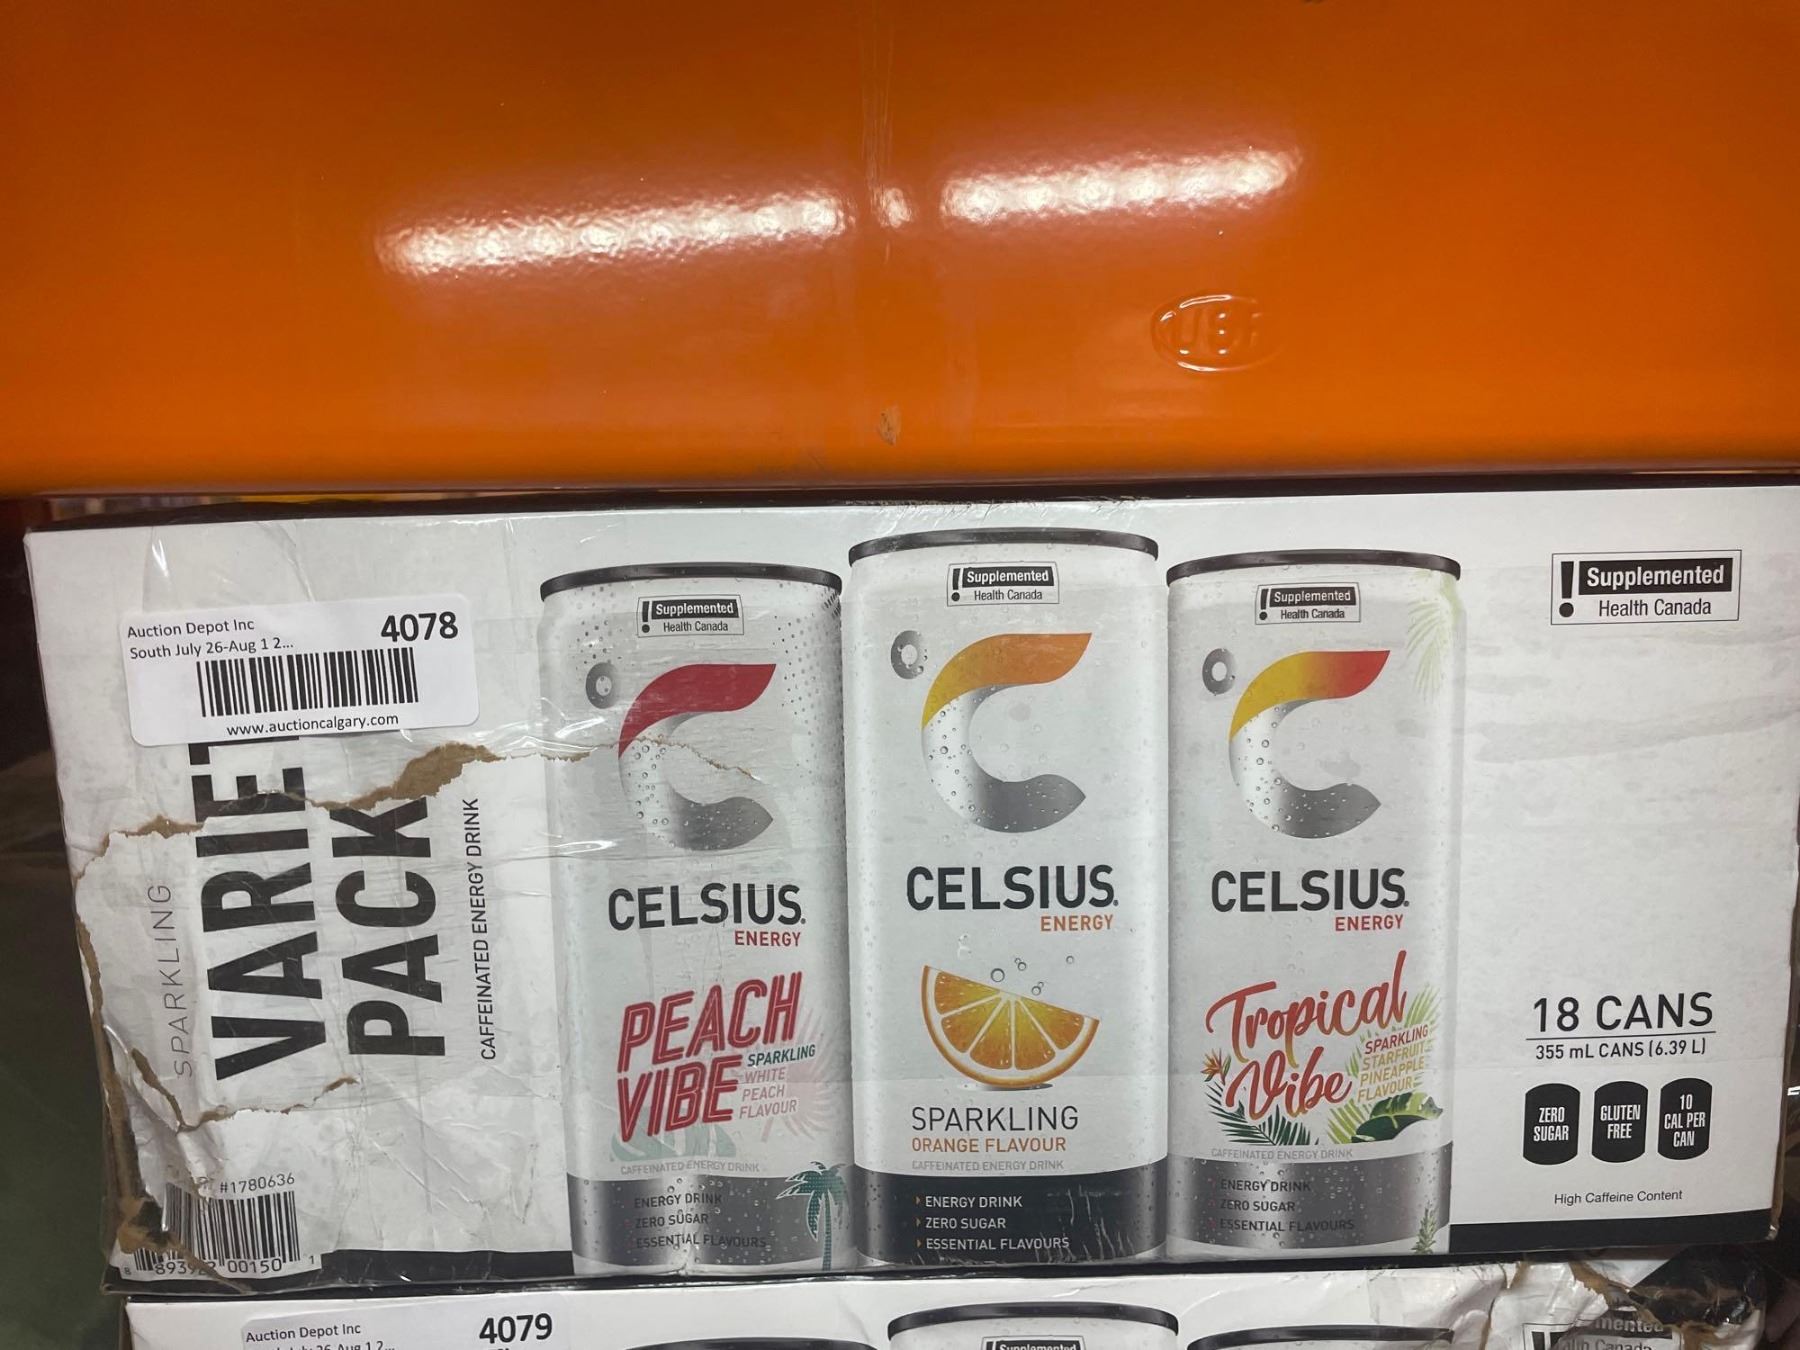 Auction Depot Inc
4078
South July 26-Aug 1 2...
www.auctioncalgary.com
SPARKLING
PACK
CAFFEINATED ENERGY DRINK
#1780636
00150
Supplemented
Health Canada
CELSIUS
ENERGY
PEACH
VIBE
SPARKLING
WHITE
PEACH
FLAVOUR
CAFFEINATED ENERGY DRINK
ENERGY DRINK
ZERO SUGAR
ESSENTIAL FLAVOURS
Supplemented
Health Canada
CELSIUS.
ENERGY
SPARKLING
ORANGE FLAVOUR
CAFFEINATED ENERGY DRINK
ENERGY DRINK
ZERO SUGAR
ESSENTIAL FLAVOURS
Supplemented
Health Canada
CELSIUS.
ENERGY
Tropical
Vibe
SPARKLING
STARFRUIT
PINEAPPLE
FLAVOUR
CAFFEINATED ENERGY DRINK
ENERGY DRINK
ZERO SUGAR
ESSENTIAL FLAVOURS
Supplemented
Health Canada
18 CANS
355 mL CANS (6.39 L)
ZERO
SUGAR
GLUTEN
FREE
10
CAL PER
CAN
High Caffeine Content
Auction Depot Inc
4079
Supplemented